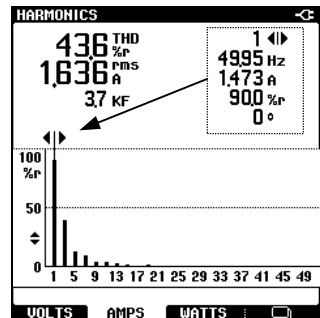 HARMONICS
43.6 THD %r
1.636 rms A
3.7 KF
1
49.95 Hz
1.473 A
90.0 %r
0 °
100
%r
50
0
1 5 9 13 17 21 25 29 33 37 41 45 49
VOLTS AMPS WATTS